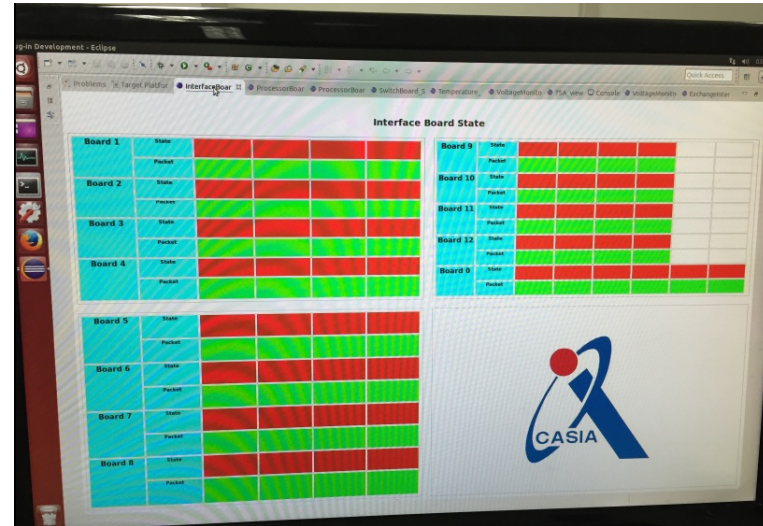 ug-in Development - Eclipse
Quick Access
Problems Target Platfor InterfaceBoar ProcessorBoar ProcessorBoar SwitchBoard_S Temperature_ VoltageMonito TSA_view Console VoltageMonito ExchangeInter
Interface Board State
Board 1 State
Packet
Board 2 State
Packet
Board 3 State
Packet
Board 4 State
Packet
Board 5 State
Packet
Board 6 State
Packet
Board 7 State
Packet
Board 8 State
Packet
Board 9 State
Packet
Board 10 State
Packet
Board 11 State
Packet
Board 12 State
Packet
Board 0 State
Packet
CASIA